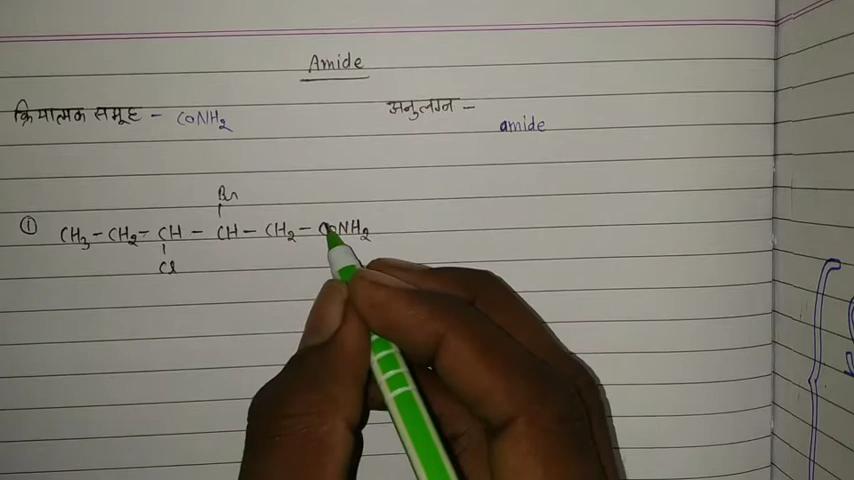 Amide
क्रियात्मक समूह - CONH2
अनुलग्न -
amide
Br
① CH3 - CH2 - CH - CH - CH2 - CONH2
Cl